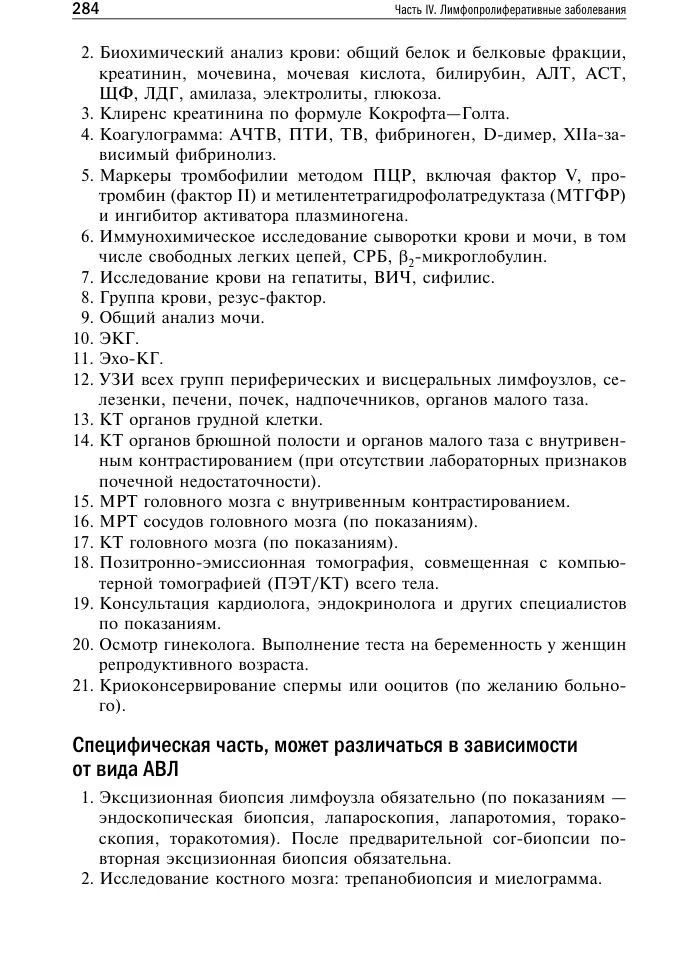 284
Часть IV. Лимфопролиферативные заболевания
2. Биохимический анализ крови: общий белок и белковые фракции,
креатинин, мочевина, мочевая кислота, билирубин, АЛТ, АСТ,
ЩФ, ЛДГ, амилаза, электролиты, глюкоза.
3. Клиренс креатинина по формуле Кокрофта—Голта.
4. Коагулограмма: АЧТВ, ПТИ, ТВ, фибриноген, D-димер, XIIa-за-
висимый фибринолиз.
5. Маркеры тромбофилии методом ПЦР, включая фактор V, про-
тромбин (фактор II) и метилентетрагидрофолатредуктаза (МТГФР)
и ингибитор активатора плазминогена.
6. Иммунохимическое исследование сыворотки крови и мочи, в том
числе свободных легких цепей, СРБ, β2-микроглобулин.
7. Исследование крови на гепатиты, ВИЧ, сифилис.
8. Группа крови, резус-фактор.
9. Общий анализ мочи.
10. ЭКГ.
11. Эхо-КГ.
12. УЗИ всех групп периферических и висцеральных лимфоузлов, се-
лезенки, печени, почек, надпочечников, органов малого таза.
13. КТ органов грудной клетки.
14. КТ органов брюшной полости и органов малого таза с внутривен-
ным контрастированием (при отсутствии лабораторных признаков
почечной недостаточности).
15. МРТ головного мозга с внутривенным контрастированием.
16. МРТ сосудов головного мозга (по показаниям).
17. КТ головного мозга (по показаниям).
18. Позитронно-эмиссионная томография, совмещенная с компью-
терной томографией (ПЭТ/КТ) всего тела.
19. Консультация кардиолога, эндокринолога и других специалистов
по показаниям.
20. Осмотр гинеколога. Выполнение теста на беременность у женщин
репродуктивного возраста.
21. Криоконсервирование спермы или ооцитов (по желанию больно-
го).
Специфическая часть, может различаться в зависимости
от вида АВЛ
1. Эксцизионная биопсия лимфоузла обязательно (по показаниям —
эндоскопическая биопсия, лапароскопия, лапаротомия, торако-
скопия, торакотомия). После предварительной cor-биопсии по-
вторная эксцизионная биопсия обязательна.
2. Исследование костного мозга: трепанобиопсия и миелограмма.